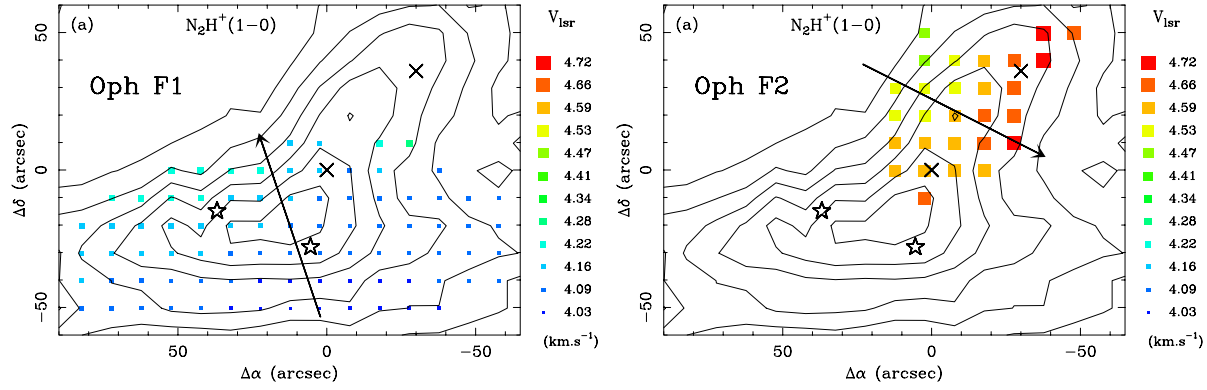 (a) N₂H⁺(1−0) V_lsr
Oph F1
50
0
−50
Δδ (arcsec)
50 0 −50
Δα (arcsec)
4.72
4.66
4.59
4.53
4.47
4.41
4.34
4.28
4.22
4.16
4.09
4.03
(km.s⁻¹)
(a) N₂H⁺(1−0) V_lsr
Oph F2
50
0
−50
Δδ (arcsec)
50 0 −50
Δα (arcsec)
4.72
4.66
4.59
4.53
4.47
4.41
4.34
4.28
4.22
4.16
4.09
4.03
(km.s⁻¹)